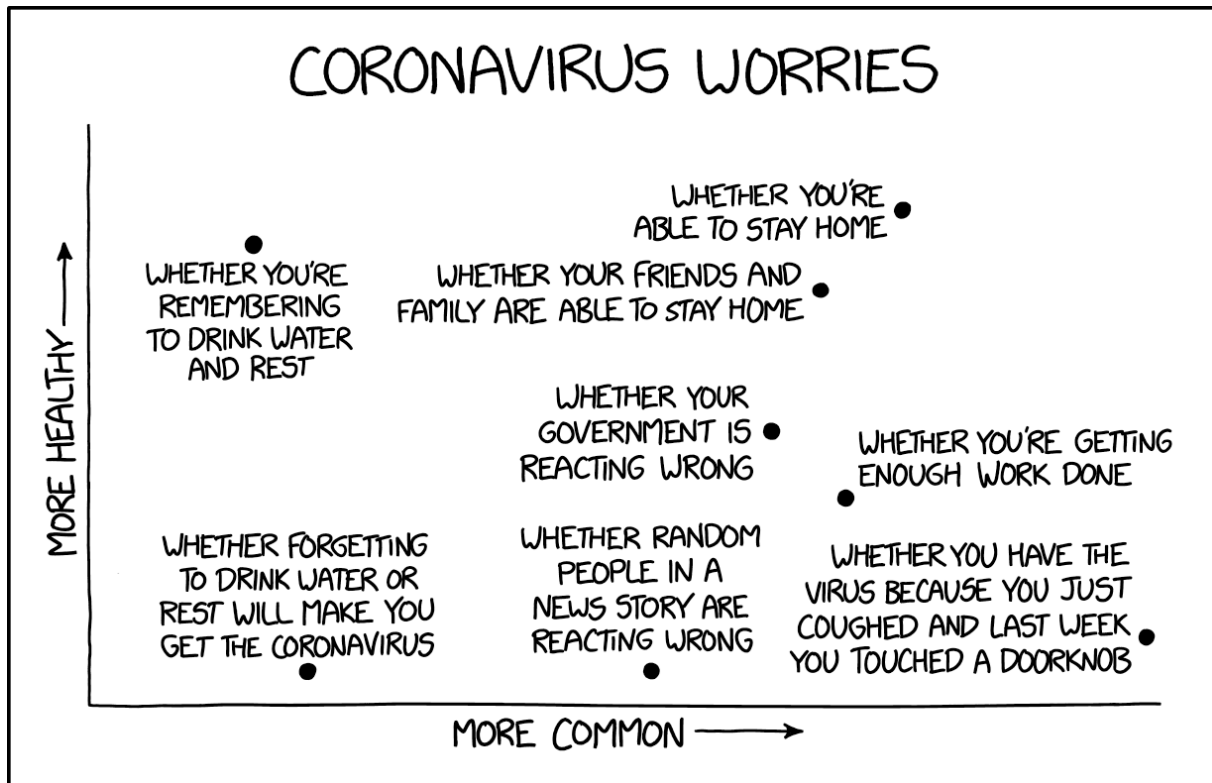 CORONAVIRUS WORRIES
MORE HEALTHY
WHETHER YOU'RE
REMEMBERING
TO DRINK WATER
AND REST
WHETHER YOU'RE
ABLE TO STAY HOME
WHETHER YOUR FRIENDS AND
FAMILY ARE ABLE TO STAY HOME
WHETHER YOUR
GOVERNMENT IS
REACTING WRONG
WHETHER YOU'RE GETTING
ENOUGH WORK DONE
WHETHER FORGETTING
TO DRINK WATER OR
REST WILL MAKE YOU
GET THE CORONAVIRUS
WHETHER RANDOM
PEOPLE IN A
NEWS STORY ARE
REACTING WRONG
WHETHER YOU HAVE THE
VIRUS BECAUSE YOU JUST
COUGHED AND LAST WEEK
YOU TOUCHED A DOORKNOB
MORE COMMON